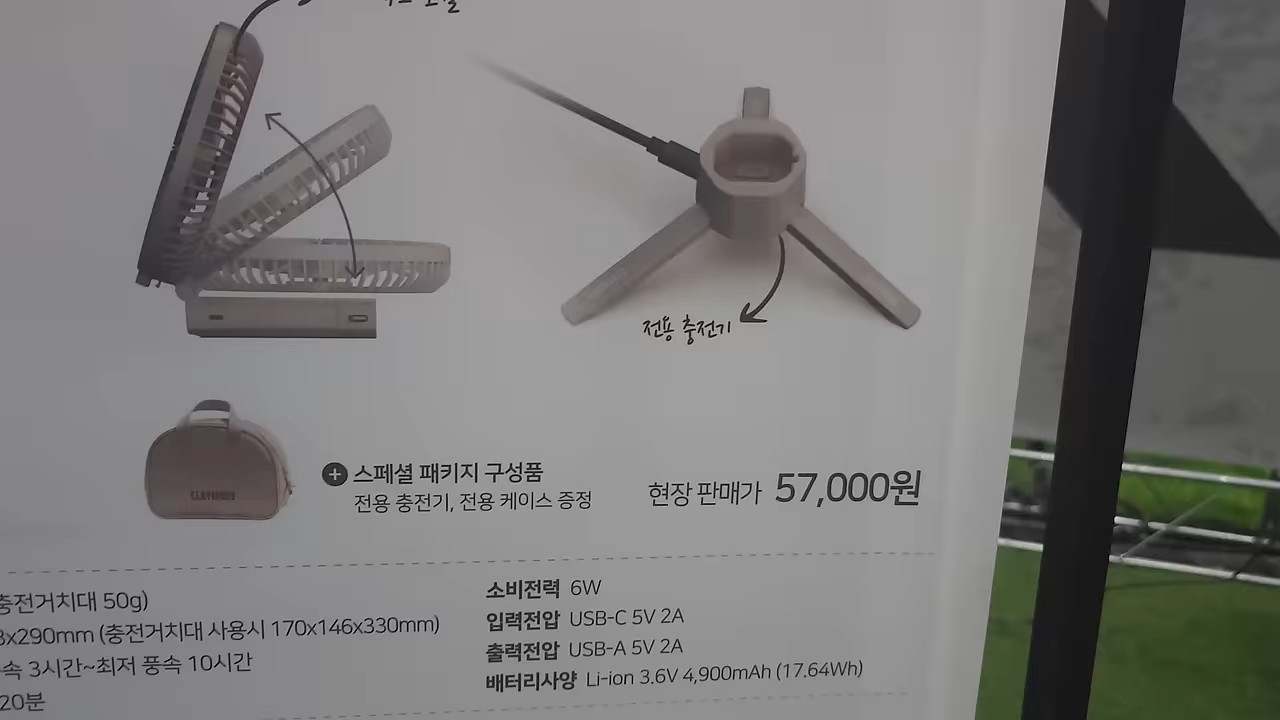 전용 충전기
스페셜 패키지 구성품
전용 충전기, 전용 케이스 증정
현장 판매가 57,000원
충전거치대 50g)
x290mm (충전거치대 사용시 170x146x330mm)
속 3시간~최저 풍속 10시간
20분
소비전력 6W
입력전압 USB-C 5V 2A
출력전압 USB-A 5V 2A
배터리사양 Li-ion 3.6V 4,900mAh (17.64Wh)